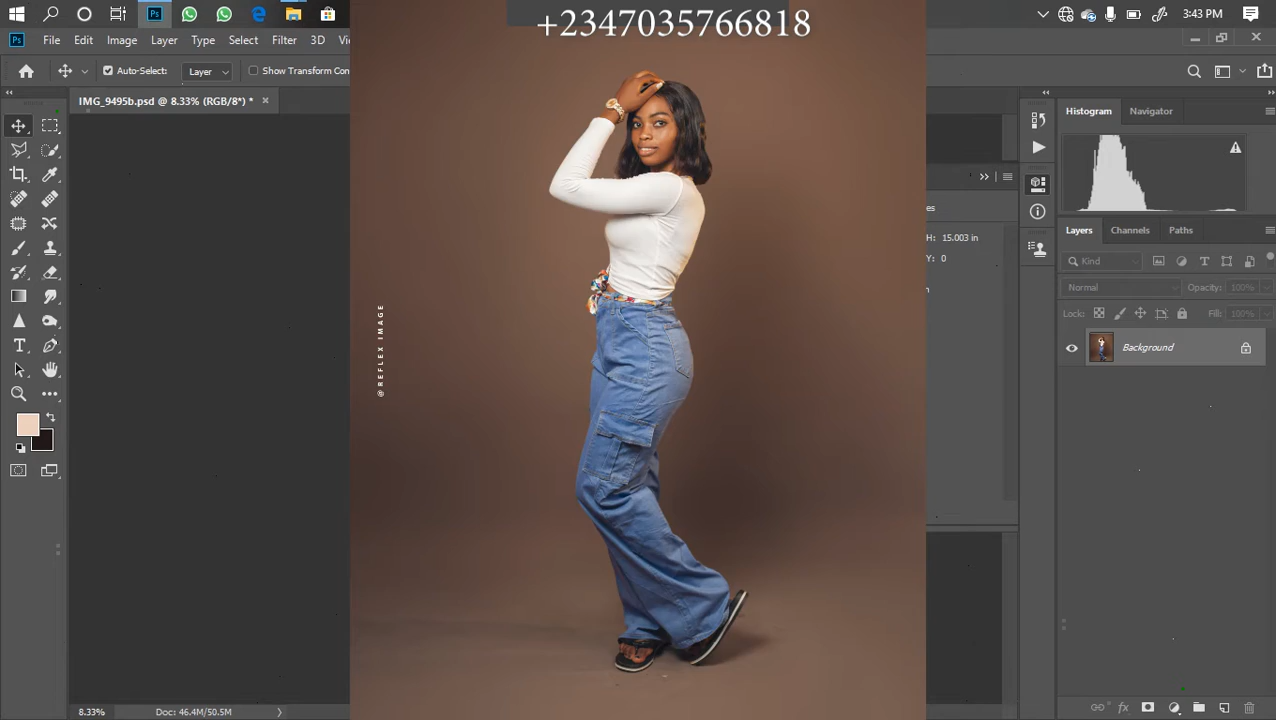 3:43 PM
+2347035766818
File Edit Image Layer Type Select Filter 3D
Auto-Select: Layer Show Transform Con
IMG_9495b.psd @ 8.33% (RGB/8*) *
Histogram Navigator
H: 15.003 in
Y: 0
Layers Channels Paths
Kind
Normal Opacity: 100%
Lock: Fill: 100%
Background
@REFLEX IMAGE
8.33% Doc: 46.4M/50.5M